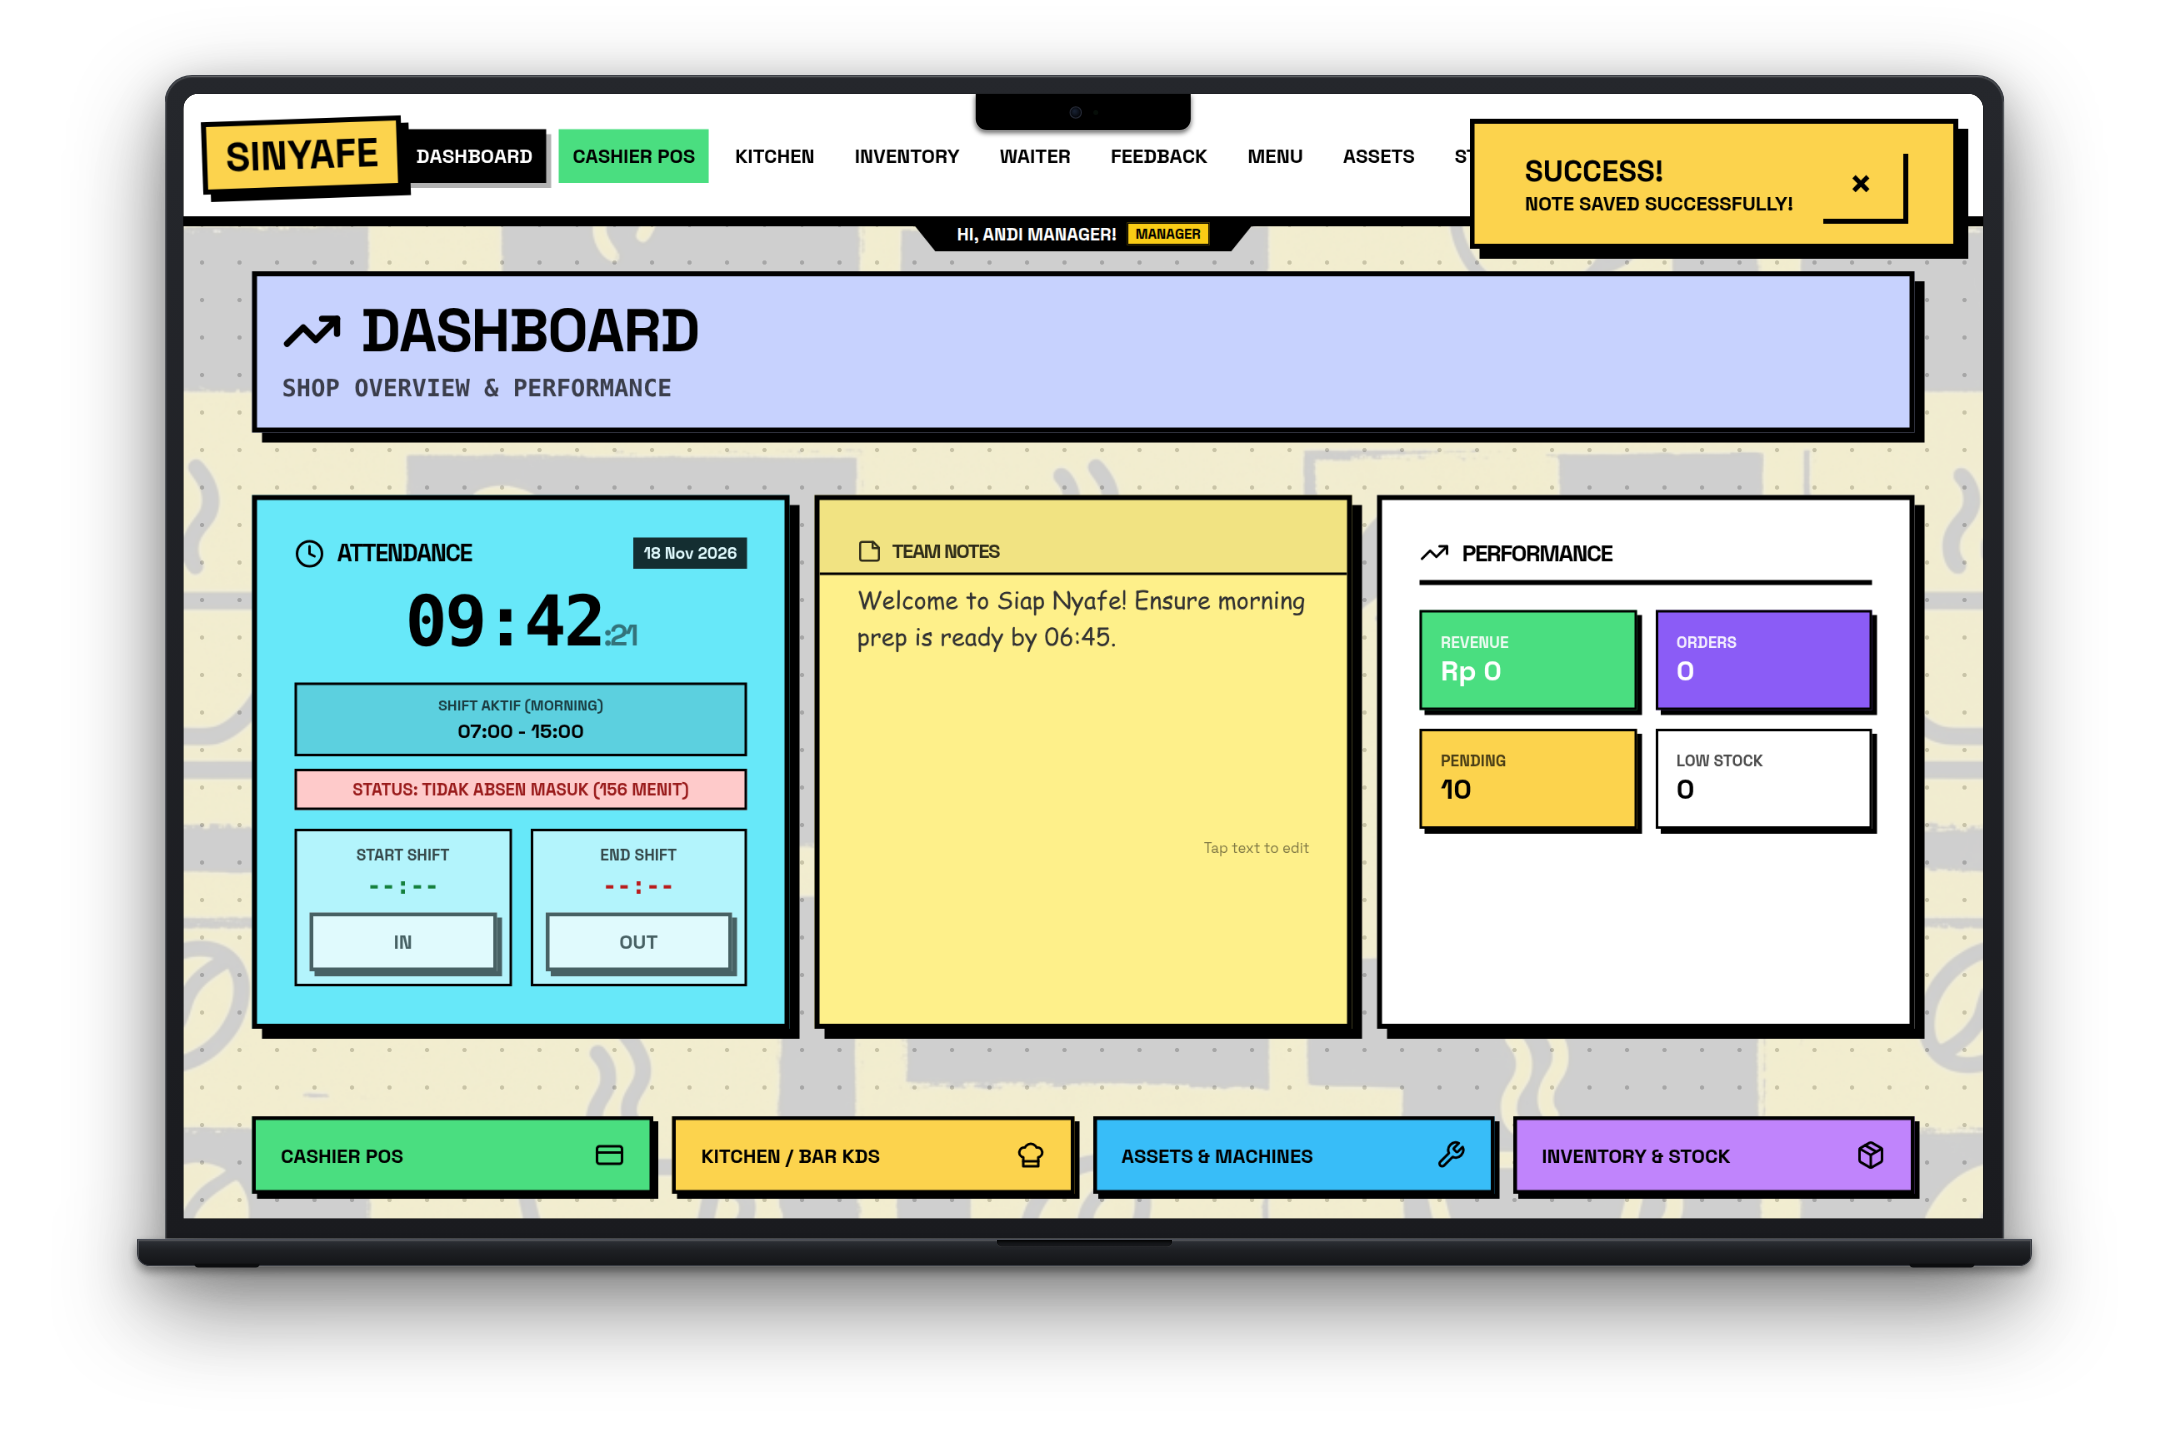 SINYAFE
DASHBOARD
CASHIER POS
KITCHEN
INVENTORY
WAITER
FEEDBACK
MENU
ASSETS
SUCCESS!
NOTE SAVED SUCCESSFULLY!
×
HI, ANDI MANAGER! MANAGER
DASHBOARD
SHOP OVERVIEW & PERFORMANCE
ATTENDANCE
18 Nov 2026
09:42:21
SHIFT AKTIF (MORNING)
07:00 - 15:00
STATUS: TIDAK ABSEN MASUK (156 MENIT)
START SHIFT
--:--
IN
END SHIFT
--:--
OUT
TEAM NOTES
Welcome to Siap Nyafe! Ensure morning
prep is ready by 06:45.
Tap text to edit
PERFORMANCE
REVENUE
Rp 0
ORDERS
0
PENDING
10
LOW STOCK
0
CASHIER POS
KITCHEN / BAR KDS
ASSETS & MACHINES
INVENTORY & STOCK